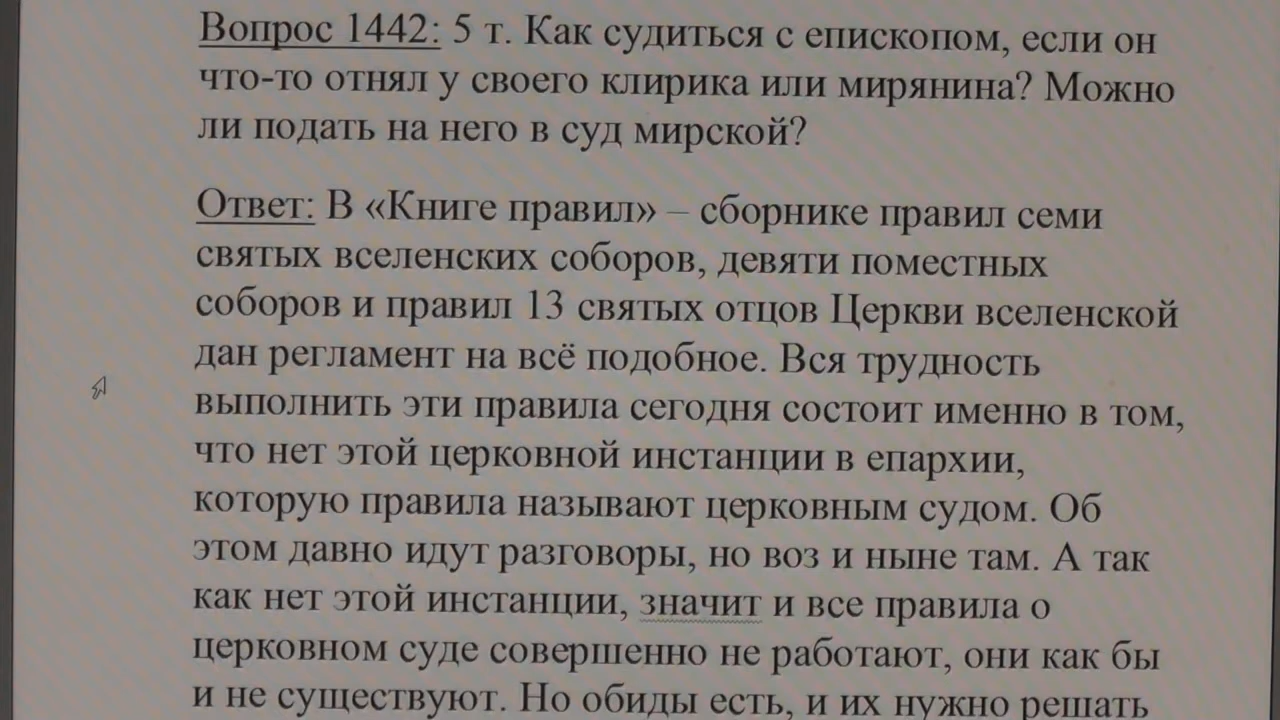 Вопрос 1442: 5 т. Как судиться с епископом, если он
что-то отнял у своего клирика или мирянина? Можно
ли подать на него в суд мирской?
Ответ: В «Книге правил» – сборнике правил семи
святых вселенских соборов, девяти поместных
соборов и правил 13 святых отцов Церкви вселенской
дан регламент на всё подобное. Вся трудность
выполнить эти правила сегодня состоит именно в том,
что нет этой церковной инстанции в епархии,
которую правила называют церковным судом. Об
этом давно идут разговоры, но воз и ныне там. А так
как нет этой инстанции, значит и все правила о
церковном суде совершенно не работают, они как бы
и не существуют. Но обиды есть, и их нужно решать